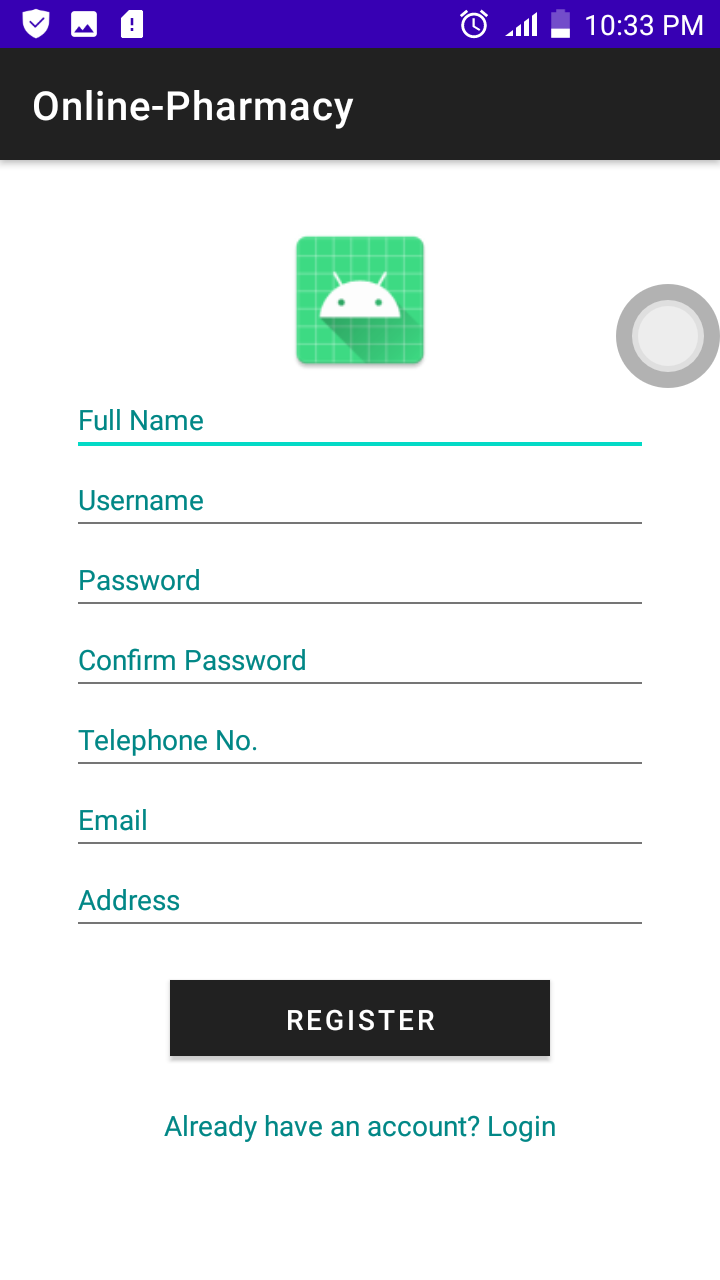 10:33 PM
Online-Pharmacy
Full Name
Username
Password
Confirm Password
Telephone No.
Email
Address
REGISTER
Already have an account? Login